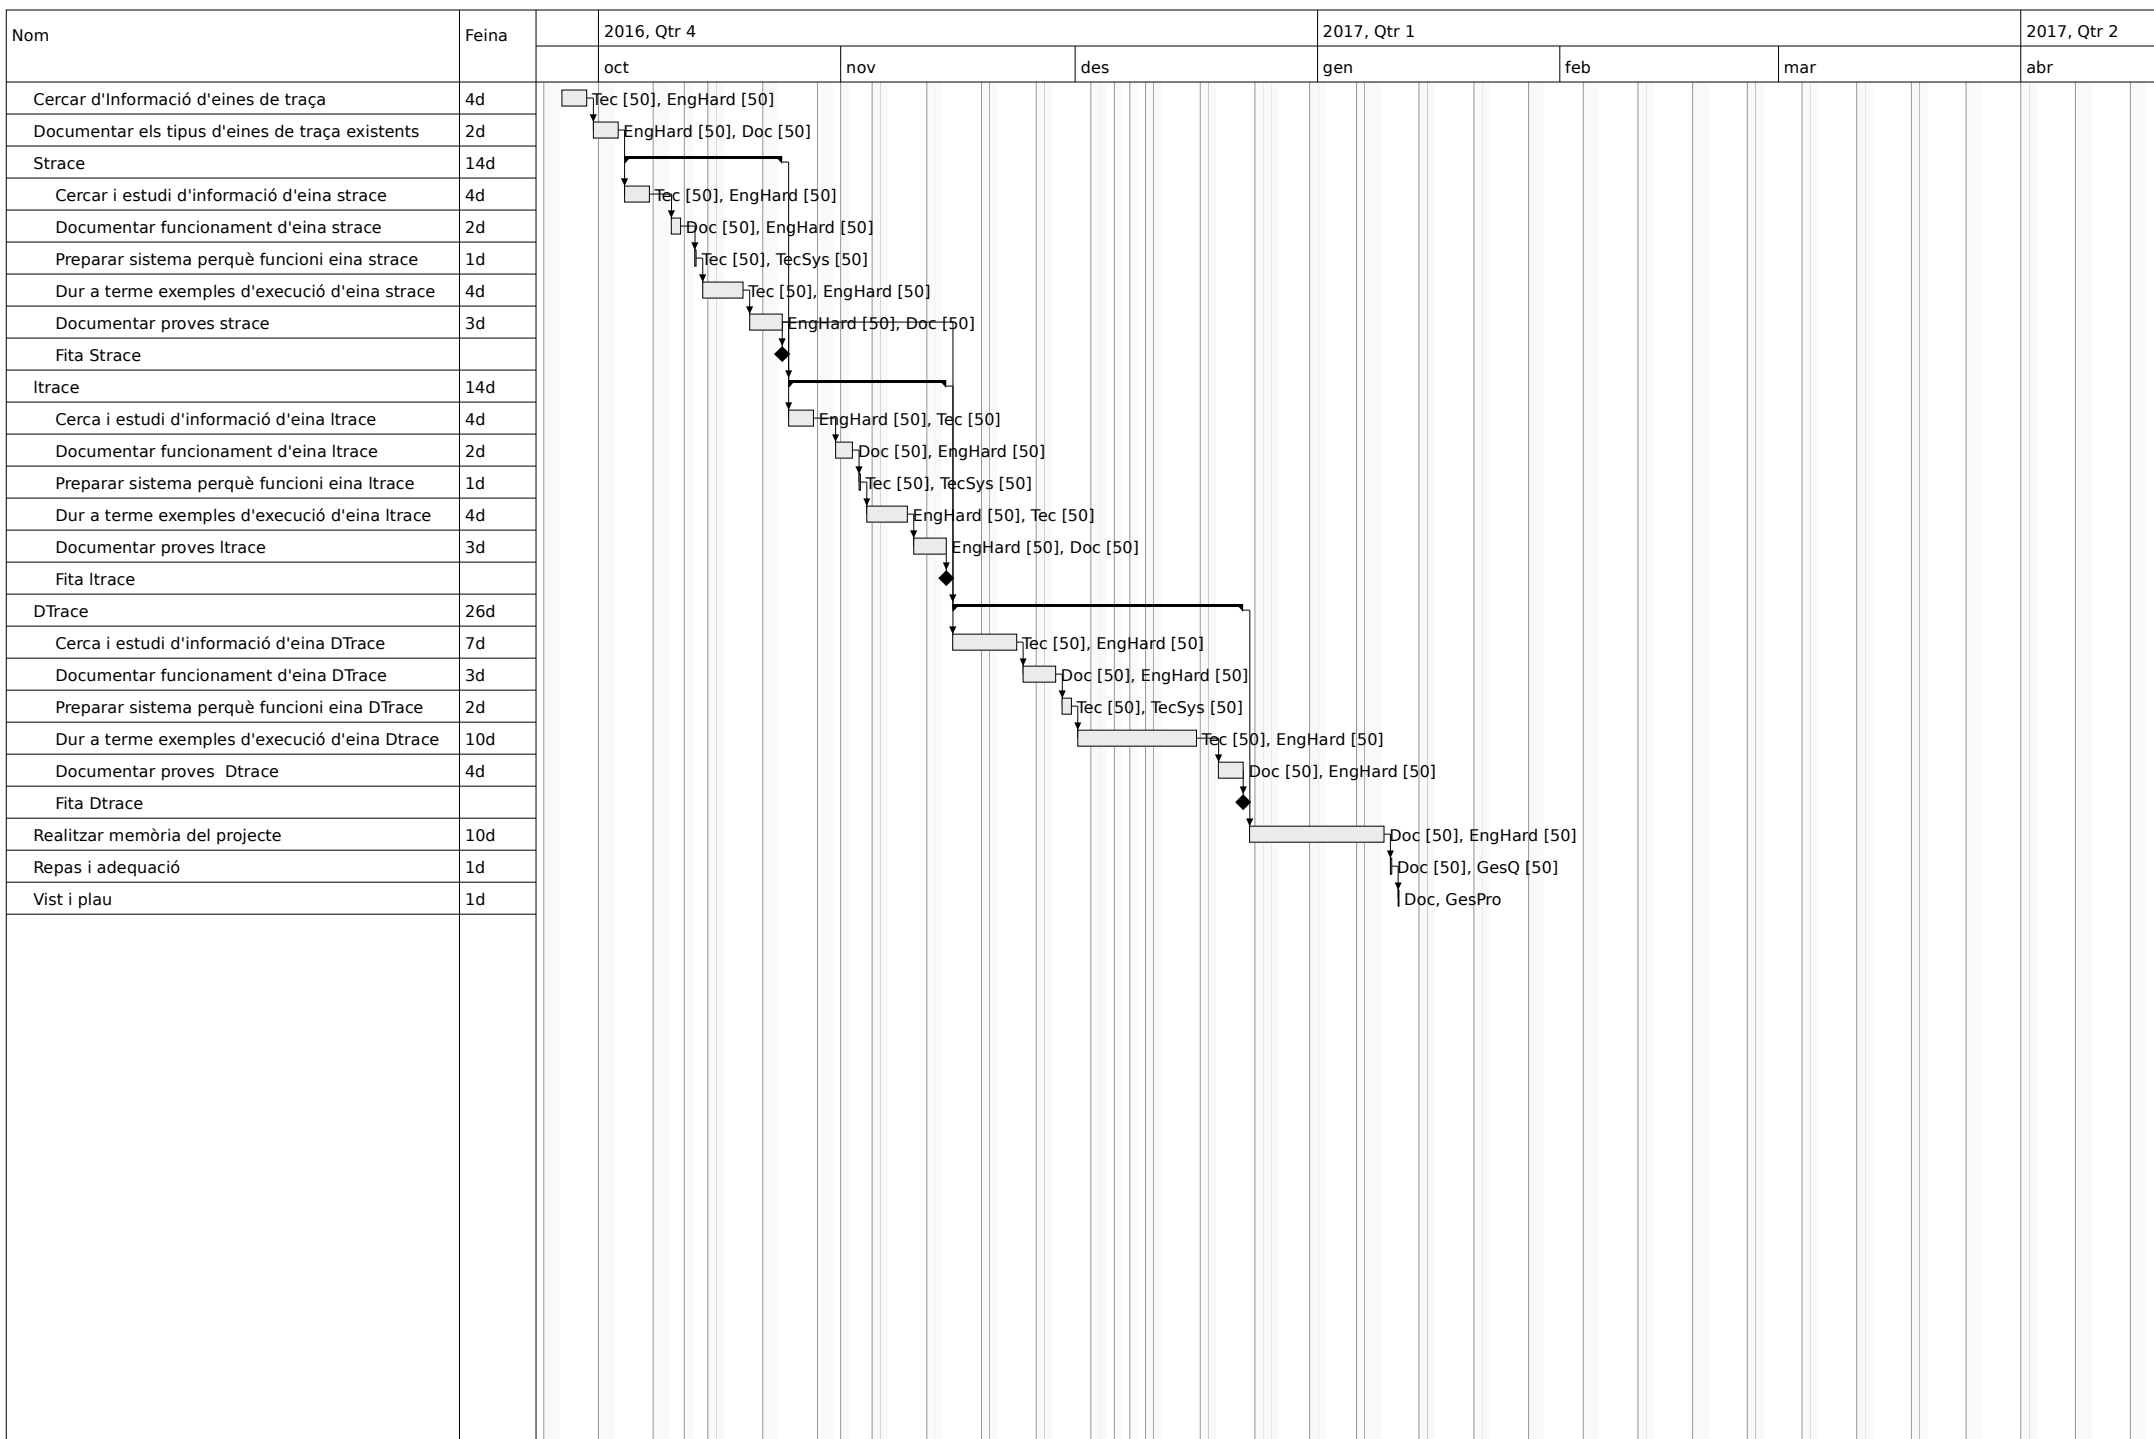 Nom Feina 2016, Qtr 4 2017, Qtr 1 2017, Qtr 2
oct nov des gen feb mar abr
Cercar d'Informació d'eines de traça 4d Tec [50], EngHard [50]
Documentar els tipus d'eines de traça existents 2d EngHard [50], Doc [50]
Strace 14d
Cercar i estudi d'informació d'eina strace 4d Tec [50], EngHard [50]
Documentar funcionament d'eina strace 2d Doc [50], EngHard [50]
Preparar sistema perquè funcioni eina strace 1d Tec [50], TecSys [50]
Dur a terme exemples d'execució d'eina strace 4d Tec [50], EngHard [50]
Documentar proves strace 3d EngHard [50], Doc [50]
Fita Strace
ltrace 14d
Cerca i estudi d'informació d'eina ltrace 4d EngHard [50], Tec [50]
Documentar funcionament d'eina ltrace 2d Doc [50], EngHard [50]
Preparar sistema perquè funcioni eina ltrace 1d Tec [50], TecSys [50]
Dur a terme exemples d'execució d'eina ltrace 4d EngHard [50], Tec [50]
Documentar proves ltrace 3d EngHard [50], Doc [50]
Fita ltrace
DTrace 26d
Cerca i estudi d'informació d'eina DTrace 7d Tec [50], EngHard [50]
Documentar funcionament d'eina DTrace 3d Doc [50], EngHard [50]
Preparar sistema perquè funcioni eina DTrace 2d Tec [50], TecSys [50]
Dur a terme exemples d'execució d'eina Dtrace 10d Tec [50], EngHard [50]
Documentar proves  Dtrace 4d Doc [50], EngHard [50]
Fita Dtrace
Realitzar memòria del projecte 10d Doc [50], EngHard [50]
Repas i adequació 1d Doc [50], GesQ [50]
Vist i plau 1d Doc, GesPro